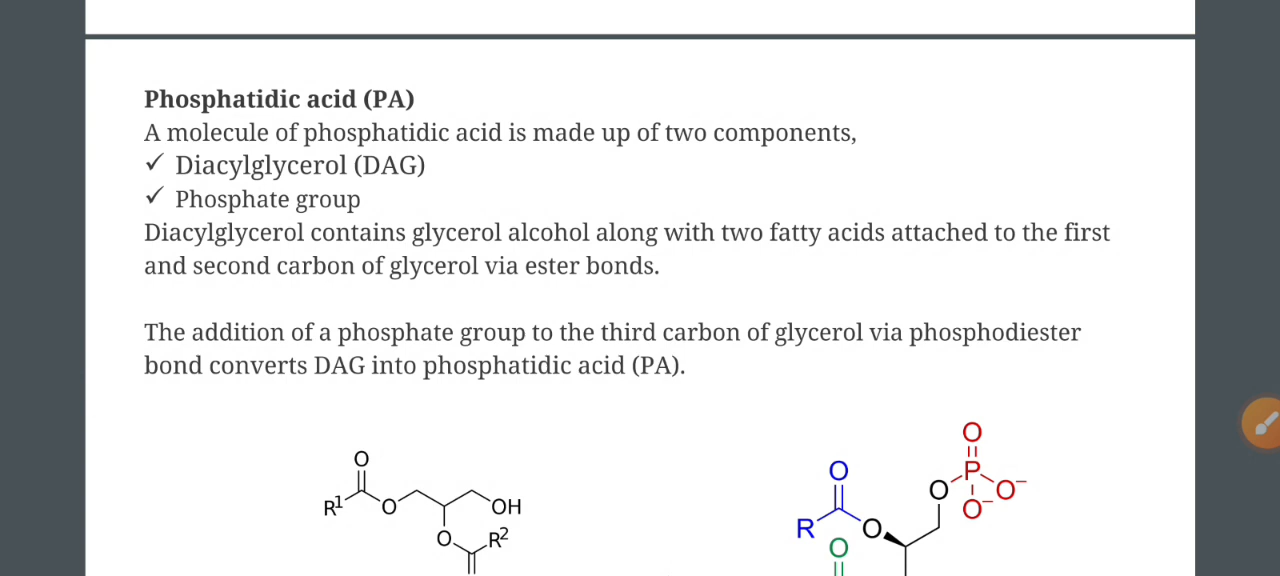 Phosphatidic acid (PA)
A molecule of phosphatidic acid is made up of two components,
✓ Diacylglycerol (DAG)
✓ Phosphate group
Diacylglycerol contains glycerol alcohol along with two fatty acids attached to the first
and second carbon of glycerol via ester bonds.
The addition of a phosphate group to the third carbon of glycerol via phosphodiester
bond converts DAG into phosphatidic acid (PA).
O
R¹
O
OH
O
R²
O
P
O⁻
O⁻
O
O
R
O
O